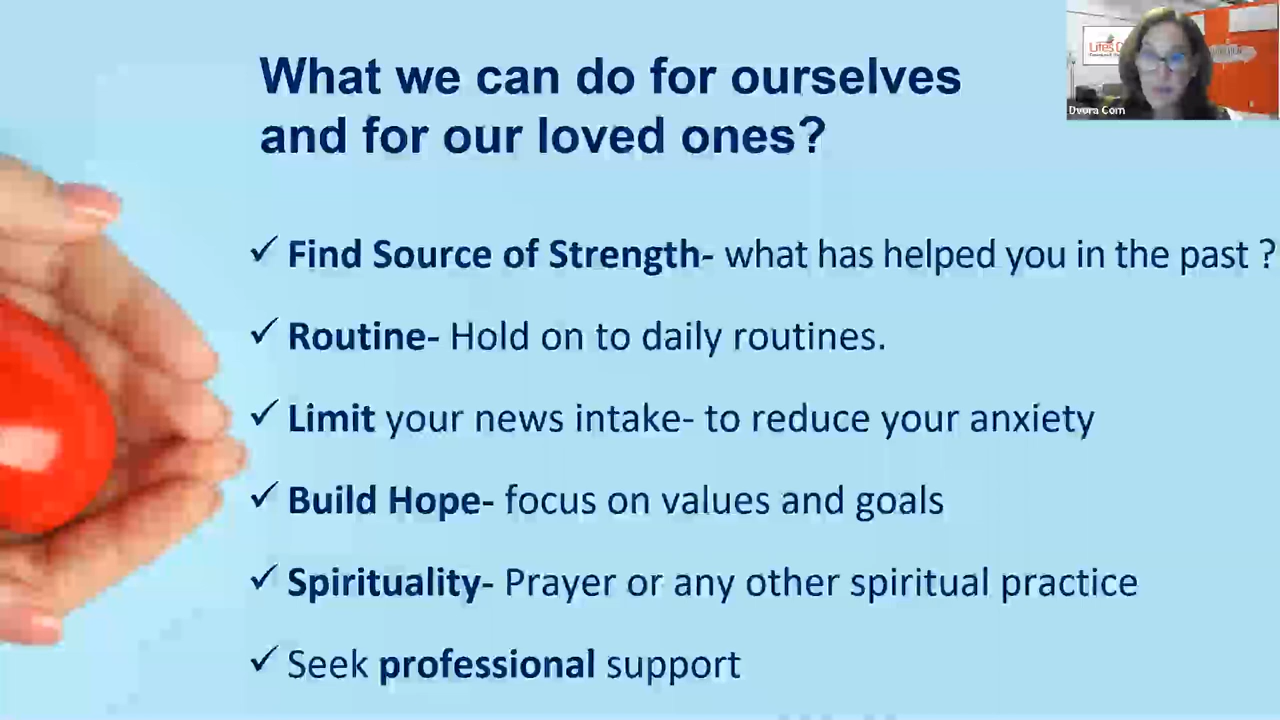 What we can do for ourselves
and for our loved ones?
✓ Find Source of Strength- what has helped you in the past ?
✓ Routine- Hold on to daily routines.
✓ Limit your news intake- to reduce your anxiety
✓ Build Hope- focus on values and goals
✓ Spirituality- Prayer or any other spiritual practice
✓ Seek professional support
Dvora Corn